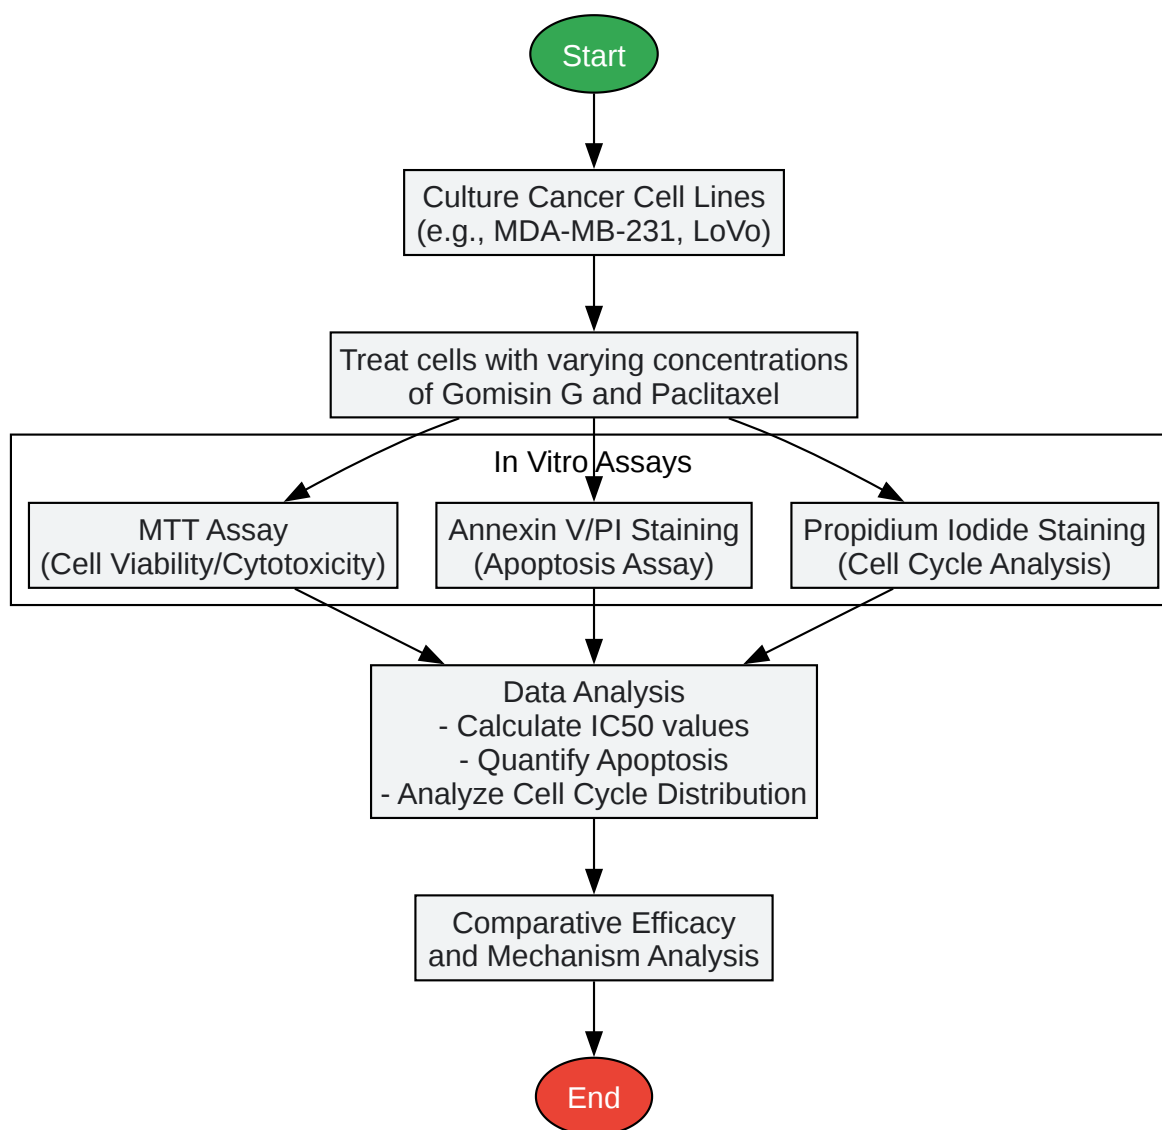 Start
Culture Cancer Cell Lines
(e.g., MDA-MB-231, LoVo)
Treat cells with varying concentrations
of Gomisin G and Paclitaxel
In Vitro Assays
MTT Assay
(Cell Viability/Cytotoxicity)
Annexin V/PI Staining
(Apoptosis Assay)
Propidium Iodide Staining
(Cell Cycle Analysis)
Data Analysis
- Calculate IC50 values
- Quantify Apoptosis
- Analyze Cell Cycle Distribution
Comparative Efficacy
and Mechanism Analysis
End